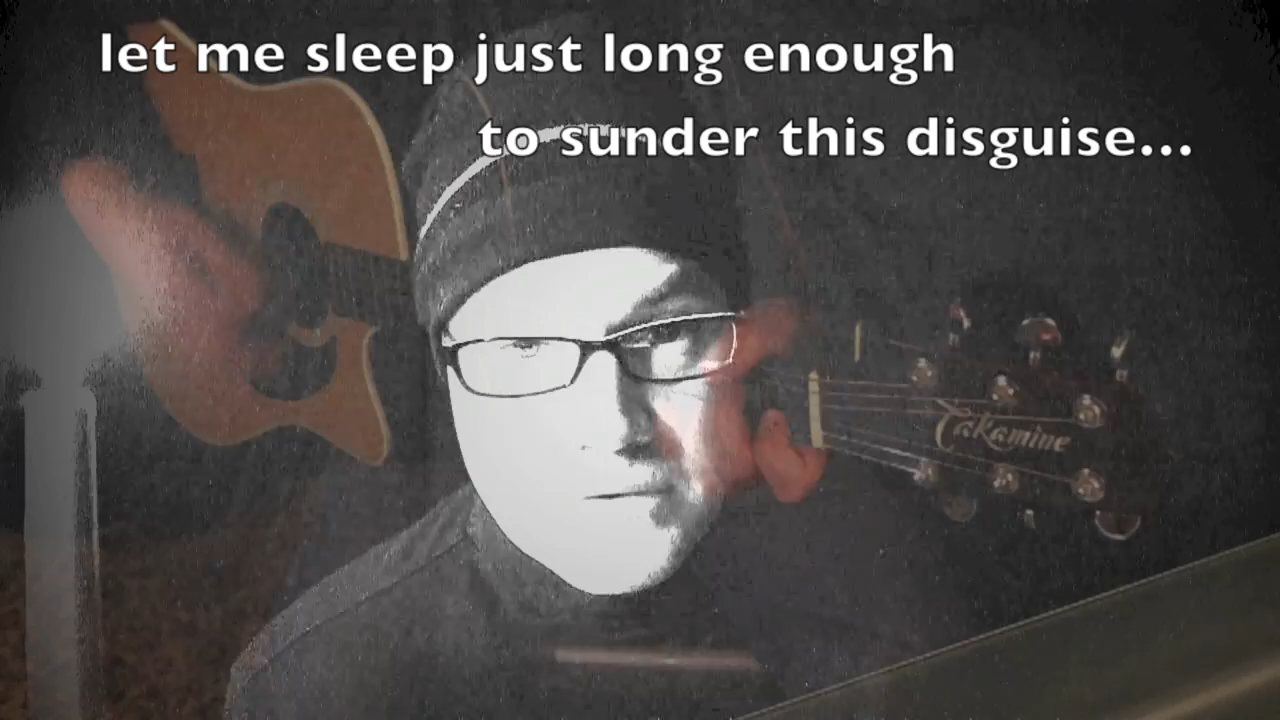 let me sleep just long enough
to sunder this disguise...
Takamine